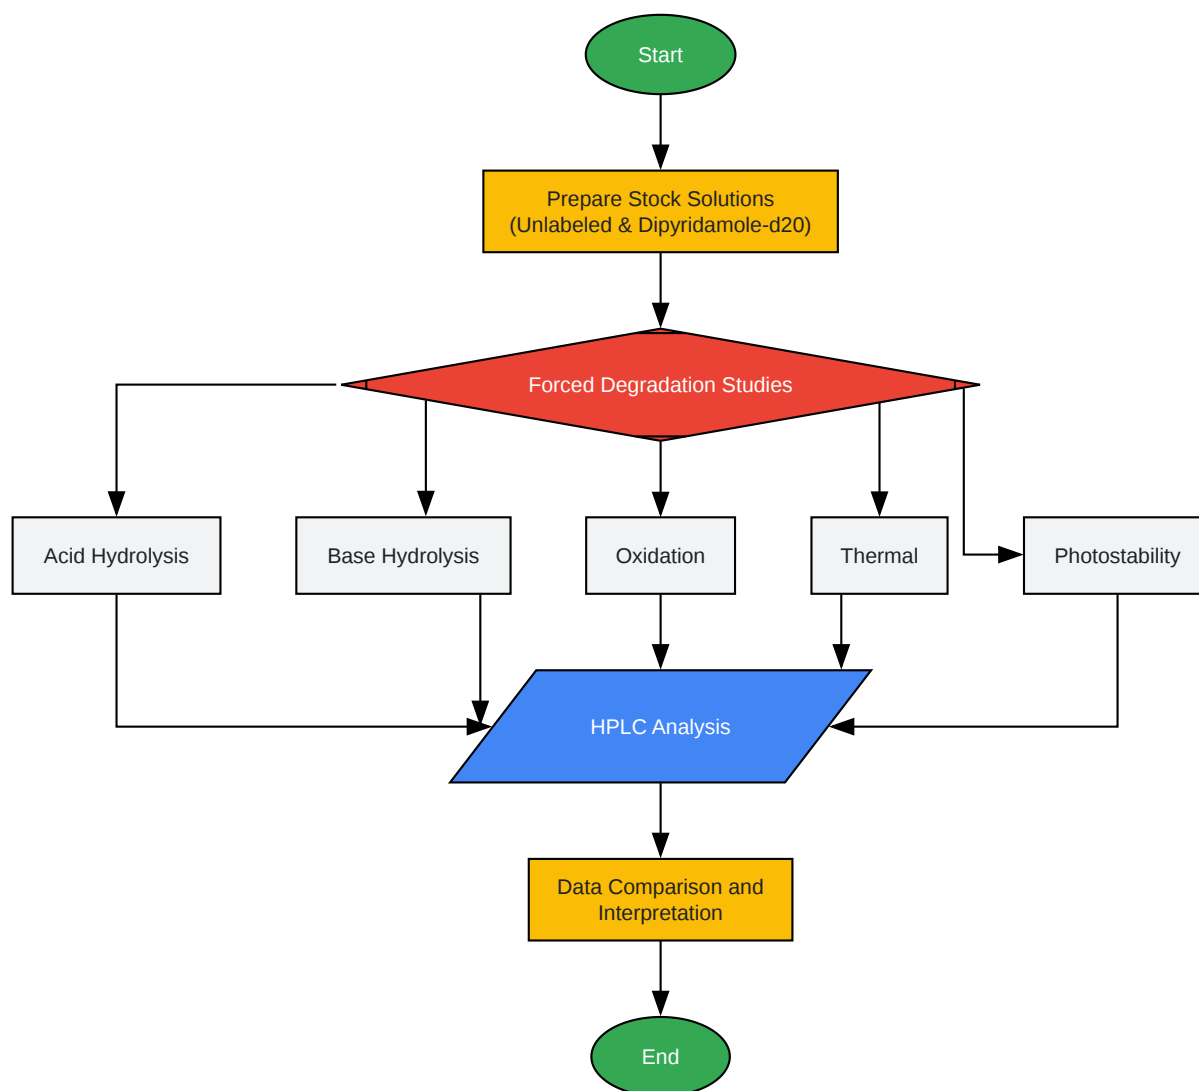 Start
Prepare Stock Solutions
(Unlabeled & Dipyridamole-d20)
Forced Degradation Studies
Acid Hydrolysis
Base Hydrolysis
Oxidation
Thermal
Photostability
HPLC Analysis
Data Comparison and
Interpretation
End